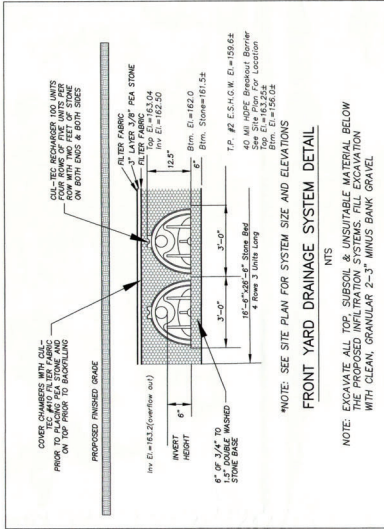 COVER CHAMBERS WITH CUL-
TEC #410 FILTER FABRIC
PRIOR TO PLACING PEA STONE AND
ON TOP PRIOR TO BACKFILLING
CUL-TEC RECHARGER 100 UNITS
FOUR ROWS OF FIVE UNITS PER
ROW WITH TWO FEET OF STONE
ON BOTH ENDS & BOTH SIDES
PROPOSED FINISHED GRADE
FILTER FABRIC
3" LAYER 3/8" PEA STONE
FILTER FABRIC
Top El.=163.04
Inv El.=162.50
Inv El.=163.2(overflow out)
12.5"
INVERT
HEIGHT
6"
Btm. El.=162.0
6"
Btm. Stone=161.5±
6" OF 3/4" TO
1.5" DOUBLE WASHED
STONE BASE
3'-0"
3'-0"
16'-6"x26'-6" Stone Bed
4 Rows 3 Units Long
T.P. #2 E.S.H.G.W. El.=159.6±
40 Mil HDPE Breakout Barrier
See Site Plan For Location
Top El.=163.25±
Btm. El.=156.0±
*NOTE: SEE SITE PLAN FOR SYSTEM SIZE AND ELEVATIONS
FRONT YARD DRAINAGE SYSTEM DETAIL
NTS
NOTE: EXCAVATE ALL TOP, SUBSOIL & UNSUITABLE MATERIAL BELOW
THE PROPOSED INFILTRATION SYSTEMS. FILL EXCAVATION
WITH CLEAN, GRANULAR 2-3" MINUS BANK GRAVEL